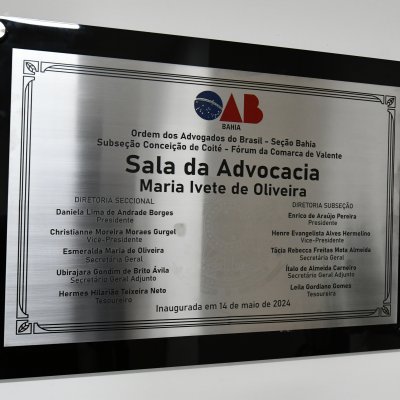 OAB
BAHIA
Ordem dos Advogados do Brasil - Seção Bahia
Subseção Conceição de Coité - Fórum da Comarca de Valente
Sala da Advocacia
Maria Ivete de Oliveira
DIRETORIA SECCIONAL
Daniela Lima de Andrade Borges
Presidente
Christianne Moreira Moraes Gurgel
Vice-Presidente
Esmeralda Maria de Oliveira
Secretária Geral
Ubirajara Gondim de Brito Ávila
Secretário Geral Adjunto
Hermes Hilarião Teixeira Neto
Tesoureiro
DIRETORIA SUBSEÇÃO
Enrico de Araújo Pereira
Presidente
Henre Evangelista Alves Hermelino
Vice-Presidente
Tácia Rebecca Freitas Mota Almeida
Secretária Geral
Ítalo de Almeida Carneiro
Secretário Geral Adjunto
Leila Gordiano Gomes
Tesoureira
Inaugurada em 14 de maio de 2024